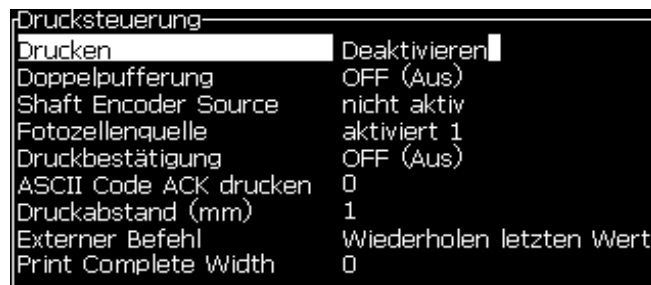 Drucksteuerung
Drucken Deaktivieren
Doppelpufferung OFF (Aus)
Shaft Encoder Source nicht aktiv
Fotozellenquelle aktiviert 1
Druckbestätigung OFF (Aus)
ASCII Code ACK drucken 0
Druckabstand (mm) 1
Externer Befehl Wiederholen letzten Wert
Print Complete Width 0